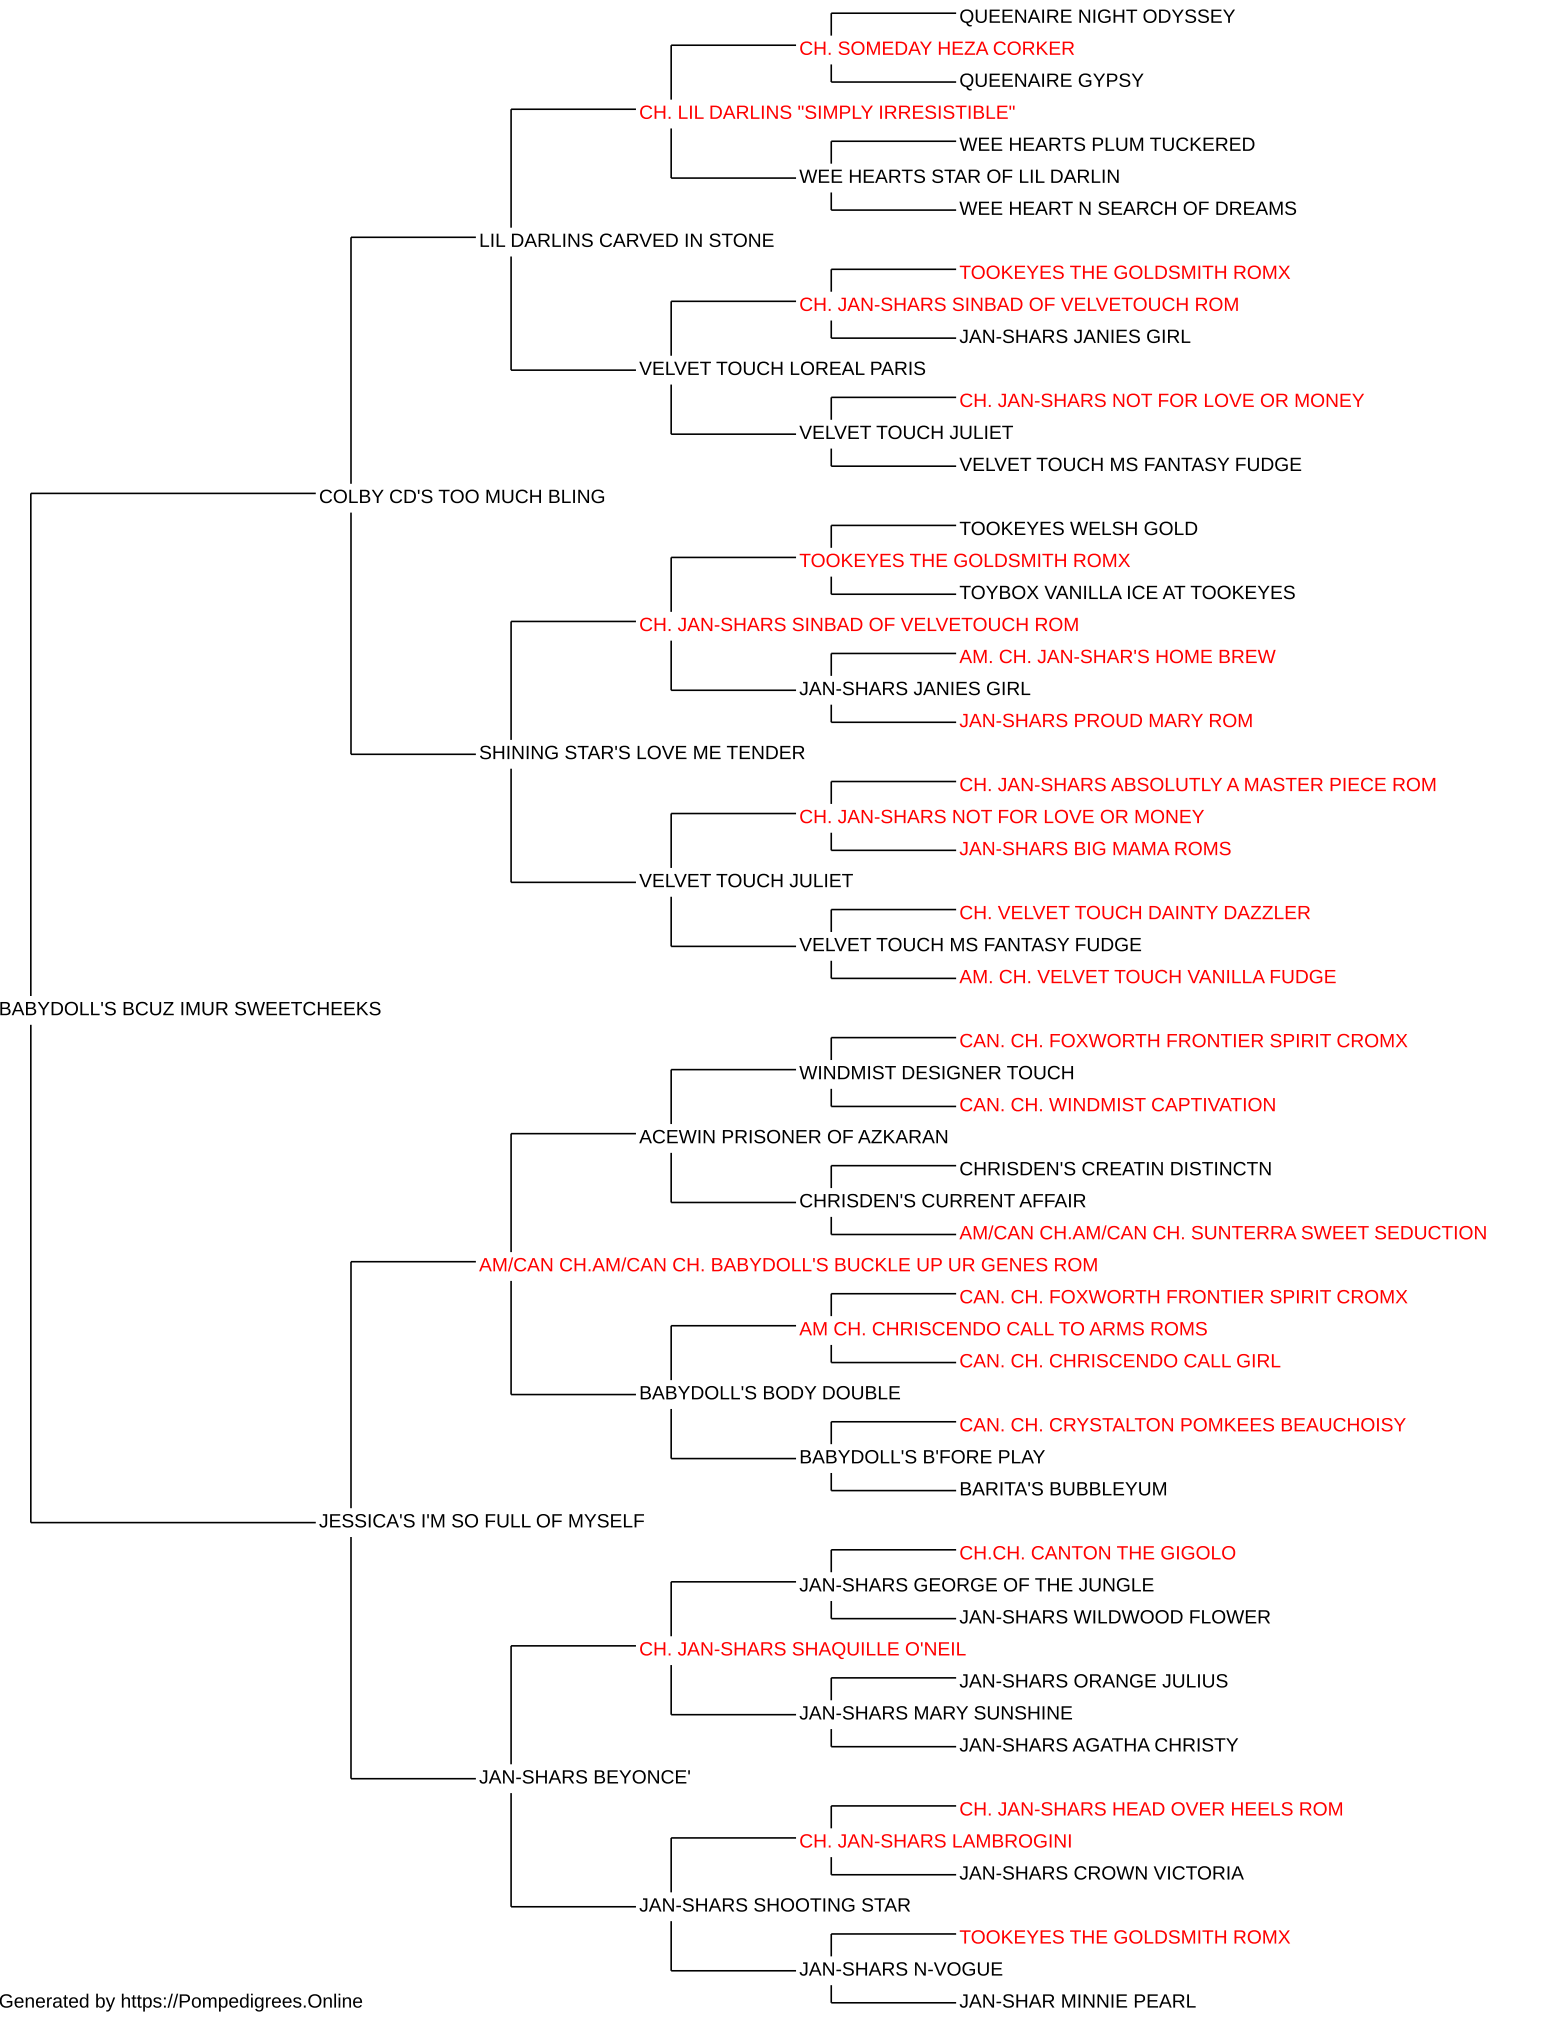 QUEENAIRE NIGHT ODYSSEY
CH. SOMEDAY HEZA CORKER
QUEENAIRE GYPSY
CH. LIL DARLINS "SIMPLY IRRESISTIBLE"
WEE HEARTS PLUM TUCKERED
WEE HEARTS STAR OF LIL DARLIN
WEE HEART N SEARCH OF DREAMS
LIL DARLINS CARVED IN STONE
TOOKEYES THE GOLDSMITH ROMX
CH. JAN-SHARS SINBAD OF VELVETOUCH ROM
JAN-SHARS JANIES GIRL
VELVET TOUCH LOREAL PARIS
CH. JAN-SHARS NOT FOR LOVE OR MONEY
VELVET TOUCH JULIET
VELVET TOUCH MS FANTASY FUDGE
COLBY CD'S TOO MUCH BLING
TOOKEYES WELSH GOLD
TOOKEYES THE GOLDSMITH ROMX
TOYBOX VANILLA ICE AT TOOKEYES
CH. JAN-SHARS SINBAD OF VELVETOUCH ROM
AM. CH. JAN-SHAR'S HOME BREW
JAN-SHARS JANIES GIRL
JAN-SHARS PROUD MARY ROM
SHINING STAR'S LOVE ME TENDER
CH. JAN-SHARS ABSOLUTLY A MASTER PIECE ROM
CH. JAN-SHARS NOT FOR LOVE OR MONEY
JAN-SHARS BIG MAMA ROMS
VELVET TOUCH JULIET
CH. VELVET TOUCH DAINTY DAZZLER
VELVET TOUCH MS FANTASY FUDGE
AM. CH. VELVET TOUCH VANILLA FUDGE
BABYDOLL'S BCUZ IMUR SWEETCHEEKS
CAN. CH. FOXWORTH FRONTIER SPIRIT CROMX
WINDMIST DESIGNER TOUCH
CAN. CH. WINDMIST CAPTIVATION
ACEWIN PRISONER OF AZKARAN
CHRISDEN'S CREATIN DISTINCTN
CHRISDEN'S CURRENT AFFAIR
AM/CAN CH.AM/CAN CH. SUNTERRA SWEET SEDUCTION
AM/CAN CH.AM/CAN CH. BABYDOLL'S BUCKLE UP UR GENES ROM
CAN. CH. FOXWORTH FRONTIER SPIRIT CROMX
AM CH. CHRISCENDO CALL TO ARMS ROMS
CAN. CH. CHRISCENDO CALL GIRL
BABYDOLL'S BODY DOUBLE
CAN. CH. CRYSTALTON POMKEES BEAUCHOISY
BABYDOLL'S B'FORE PLAY
BARITA'S BUBBLEYUM
JESSICA'S I'M SO FULL OF MYSELF
CH.CH. CANTON THE GIGOLO
JAN-SHARS GEORGE OF THE JUNGLE
JAN-SHARS WILDWOOD FLOWER
CH. JAN-SHARS SHAQUILLE O'NEIL
JAN-SHARS ORANGE JULIUS
JAN-SHARS MARY SUNSHINE
JAN-SHARS AGATHA CHRISTY
JAN-SHARS BEYONCE'
CH. JAN-SHARS HEAD OVER HEELS ROM
CH. JAN-SHARS LAMBROGINI
JAN-SHARS CROWN VICTORIA
JAN-SHARS SHOOTING STAR
TOOKEYES THE GOLDSMITH ROMX
JAN-SHARS N-VOGUE
JAN-SHAR MINNIE PEARL
Generated by https://Pompedigrees.Online